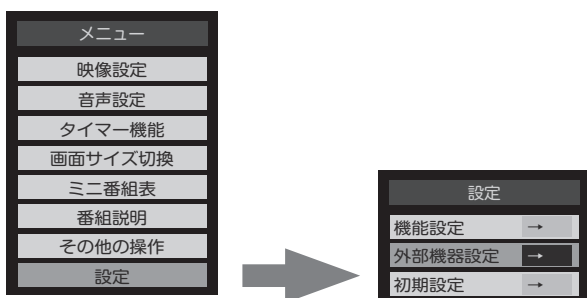 メニュー
映像設定
音声設定
タイマー機能
画面サイズ切換
ミニ番組表
番組説明
その他の操作
設定
設定
機能設定 →
外部機器設定 →
初期設定 →